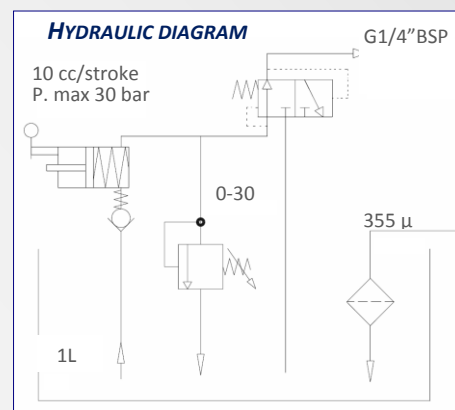 HYDRAULIC DIAGRAM
G1/4”BSP
10 cc/stroke
P. max 30 bar
0-30
355 µ
1L